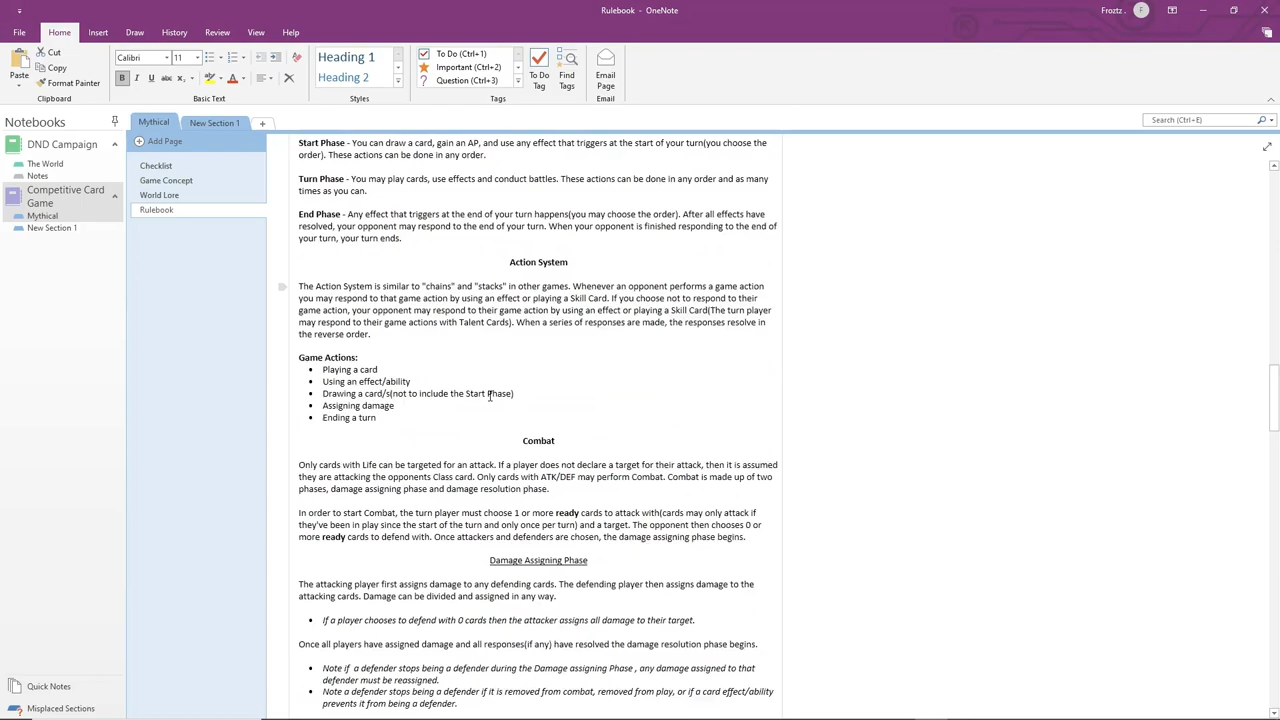 Rulebook - OneNote
Froztz
F
File
Home
Insert
Draw
History
Review
View
Help
Paste
Cut
Copy
Format Painter
Clipboard
Calibri
11
B
I
U
abc
x₂
A
Basic Text
Heading 1
Heading 2
Styles
To Do (Ctrl+1)
Important (Ctrl+2)
Question (Ctrl+3)
To Do
Tag
Find
Tags
Tags
Email
Page
Email
Notebooks
DND Campaign
The World
Notes
Competitive Card
Game
Mythical
New Section 1
Quick Notes
Misplaced Sections
Mythical
New Section 1
+
Search (Ctrl+E)
Add Page
Checklist
Game Concept
World Lore
Rulebook
Start Phase - You can draw a card, gain an AP, and use any effect that triggers at the start of your turn(you choose the
order). These actions can be done in any order.
Turn Phase - You may play cards, use effects and conduct battles. These actions can be done in any order and as many
times as you can.
End Phase - Any effect that triggers at the end of your turn happens(you may choose the order). After all effects have
resolved, your opponent may respond to the end of your turn. When your opponent is finished responding to the end of
your turn, your turn ends.
Action System
The Action System is similar to "chains" and "stacks" in other games. Whenever an opponent performs a game action
you may respond to that game action by using an effect or playing a Skill Card. If you choose not to respond to their
game action, your opponent may respond to their game action by using an effect or playing a Skill Card(The turn player
may respond to their game actions with Talent Cards). When a series of responses are made, the responses resolve in
the reverse order.
Game Actions:
• Playing a card
• Using an effect/ability
• Drawing a card/s(not to include the Start Phase)
• Assigning damage
• Ending a turn
Combat
Only cards with Life can be targeted for an attack. If a player does not declare a target for their attack, then it is assumed
they are attacking the opponents Class card. Only cards with ATK/DEF may perform Combat. Combat is made up of two
phases, damage assigning phase and damage resolution phase.
In order to start Combat, the turn player must choose 1 or more ready cards to attack with(cards may only attack if
they've been in play since the start of the turn and only once per turn) and a target. The opponent then chooses 0 or
more ready cards to defend with. Once attackers and defenders are chosen, the damage assigning phase begins.
Damage Assigning Phase
The attacking player first assigns damage to any defending cards. The defending player then assigns damage to the
attacking cards. Damage can be divided and assigned in any way.
• If a player chooses to defend with 0 cards then the attacker assigns all damage to their target.
Once all players have assigned damage and all responses(if any) have resolved the damage resolution phase begins.
• Note if a defender stops being a defender during the Damage assigning Phase , any damage assigned to that
defender must be reassigned.
• Note a defender stops being a defender if it is removed from combat, removed from play, or if a card effect/ability
prevents it from being a defender.